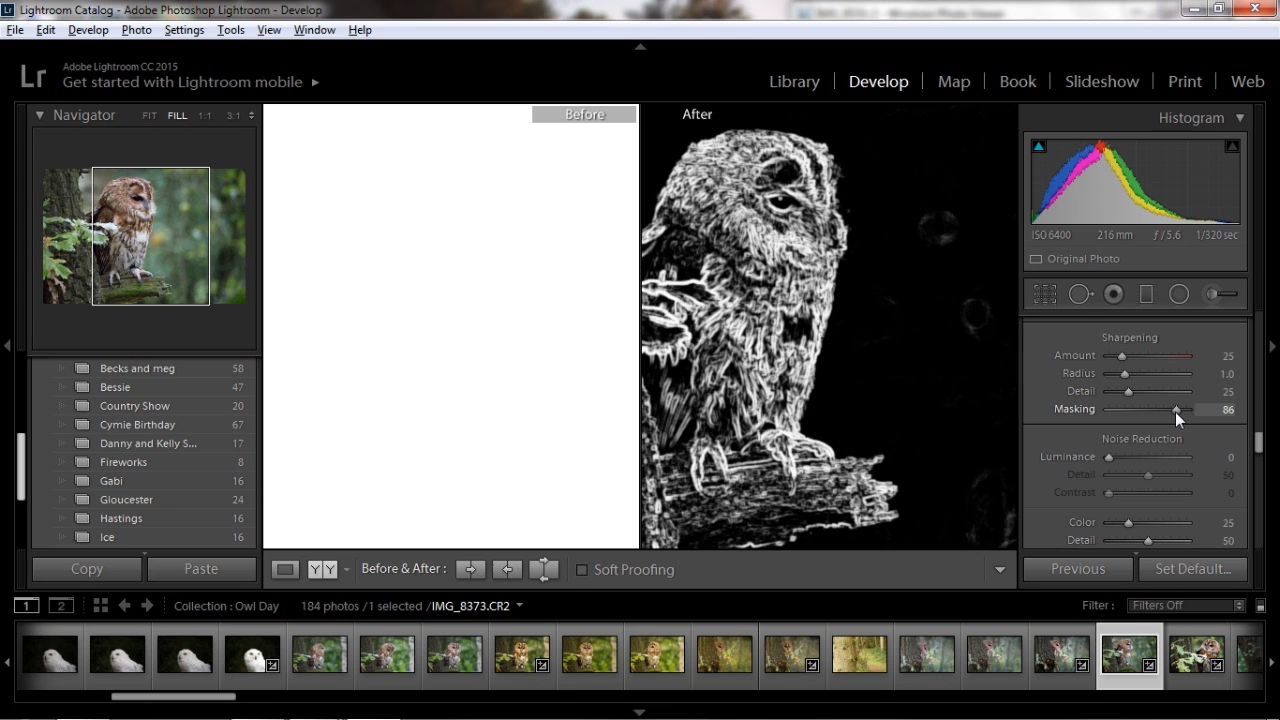 Lightroom Catalog - Adobe Photoshop Lightroom - Develop
File Edit Develop Photo Settings Tools View Window Help
Lr Adobe Lightroom CC 2015
Get started with Lightroom mobile
Library Develop Map Book Slideshow Print Web
Navigator FIT FILL 1:1 3:1
Before
After
Histogram
ISO 6400 216 mm ƒ / 5.6 1/320 sec
Original Photo
Sharpening
Amount 25
Radius 1.0
Detail 25
Masking 86
Noise Reduction
Luminance 0
Detail 50
Contrast 0
Color 25
Detail 50
Becks and meg 58
Bessie 47
Country Show 20
Cymie Birthday 67
Danny and Kelly S... 17
Fireworks 8
Gabi 16
Gloucester 24
Hastings 16
Ice 16
Copy Paste
Y Y Before & After : Soft Proofing
Previous Set Default...
1 2 Collection : Owl Day 184 photos / 1 selected / IMG_8373.CR2 Filter : Filters Off